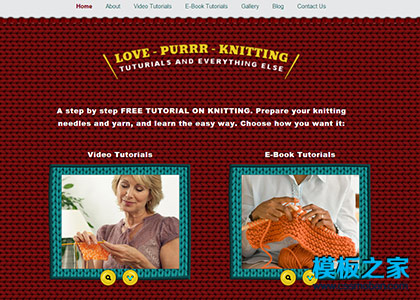 Home About Video Tutorials E-Book Tutorials Gallery Blog Contact Us
LOVE - PURRR - KNITTING
TUTURIALS AND EVERYTHING ELSE
A step by step FREE TUTORIAL ON KNITTING. Prepare your knitting
needles and yarn, and learn the easy way. Choose how you want it:
Video Tutorials E-Book Tutorials
模板之家